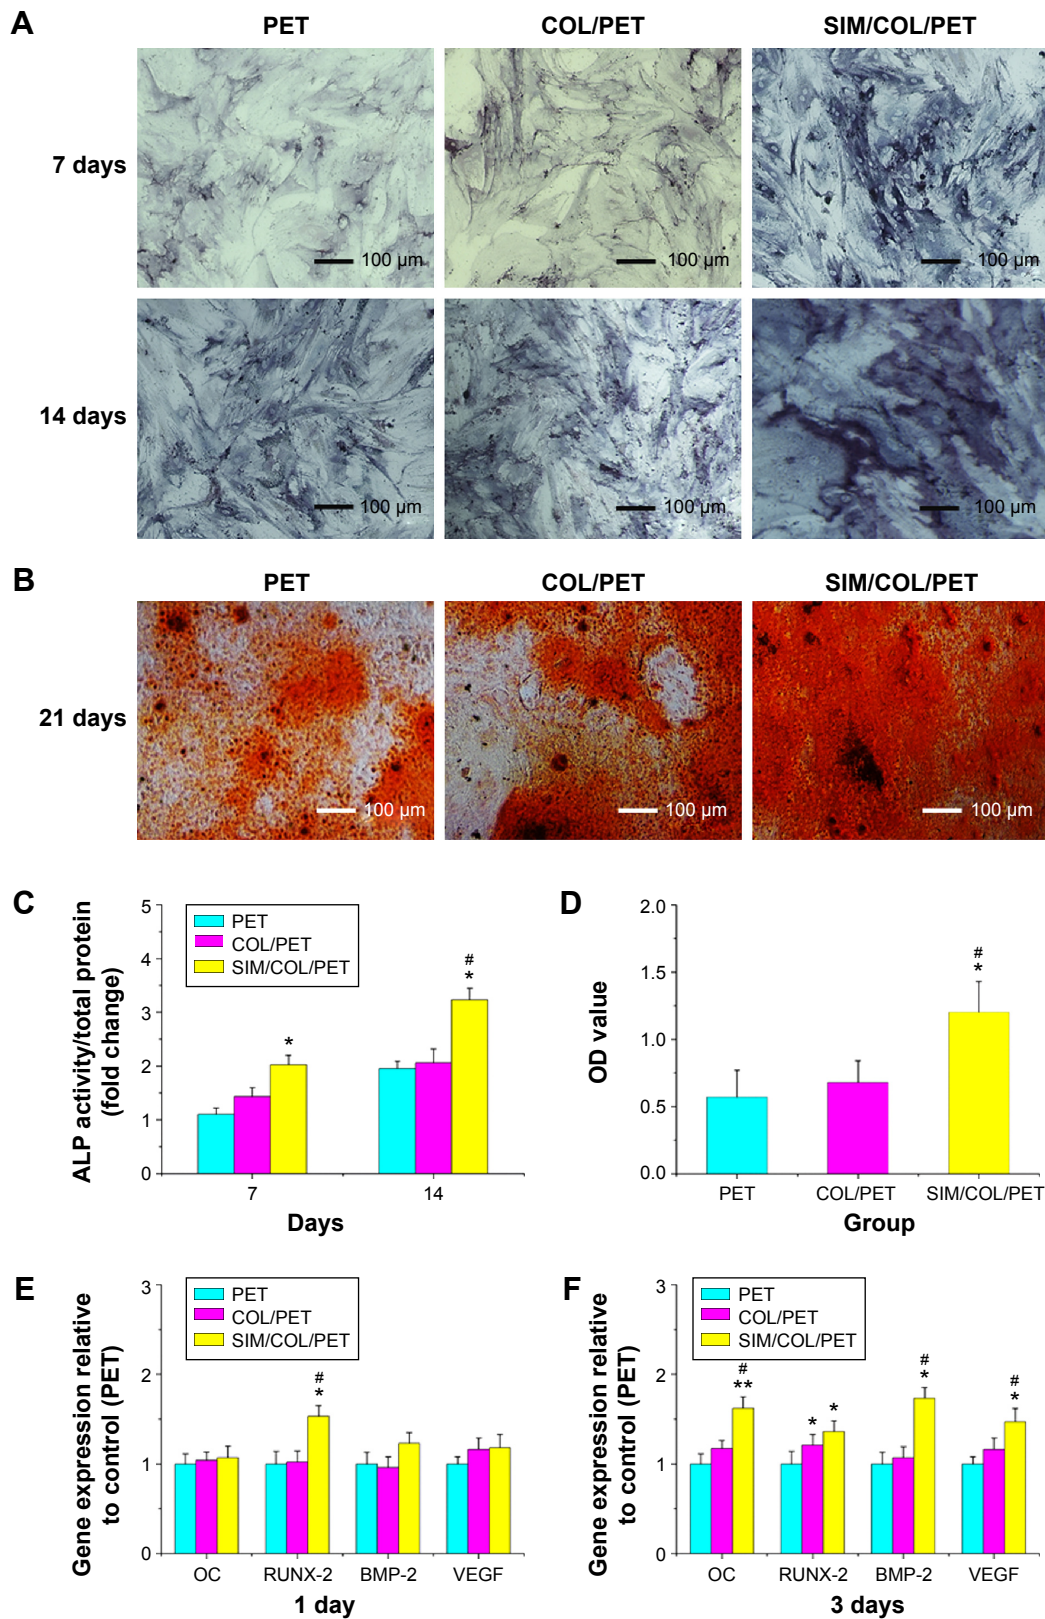 A
PET COL/PET SIM/COL/PET
7 days
100 µm 100 µm 100 µm
14 days
100 µm 100 µm 100 µm
B
PET COL/PET SIM/COL/PET
21 days
100 µm 100 µm 100 µm
C
ALP activity/total protein
(fold change)
5
4
3
2
1
0
PET
COL/PET
SIM/COL/PET
*
#
*
7 14
Days
D
OD value
2.0
1.5
1.0
0.5
0.0
#
*
PET COL/PET SIM/COL/PET
Group
E
Gene expression relative
to control (PET)
3
2
1
0
PET
COL/PET
SIM/COL/PET
#
*
OC RUNX-2 BMP-2 VEGF
1 day
F
Gene expression relative
to control (PET)
3
2
1
0
PET
COL/PET
SIM/COL/PET
#
**
* *
#
*
#
*
OC RUNX-2 BMP-2 VEGF
3 days